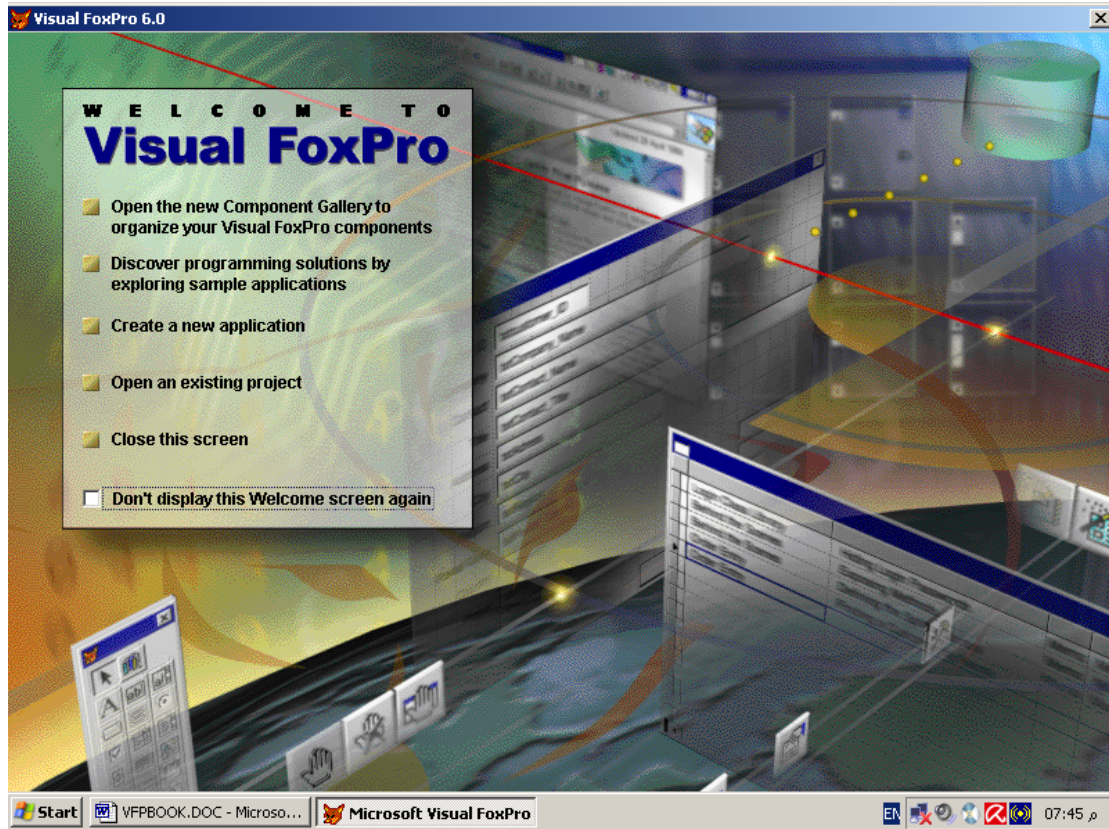 Visual FoxPro 6.0
WELCOME TO
Visual FoxPro
Open the new Component Gallery to
organize your Visual FoxPro components
Discover programming solutions by
exploring sample applications
Create a new application
Open an existing project
Close this screen
Don't display this Welcome screen again
Start
VFPBOOK.DOC - Microso...
Microsoft Visual FoxPro
EN
07:45 م